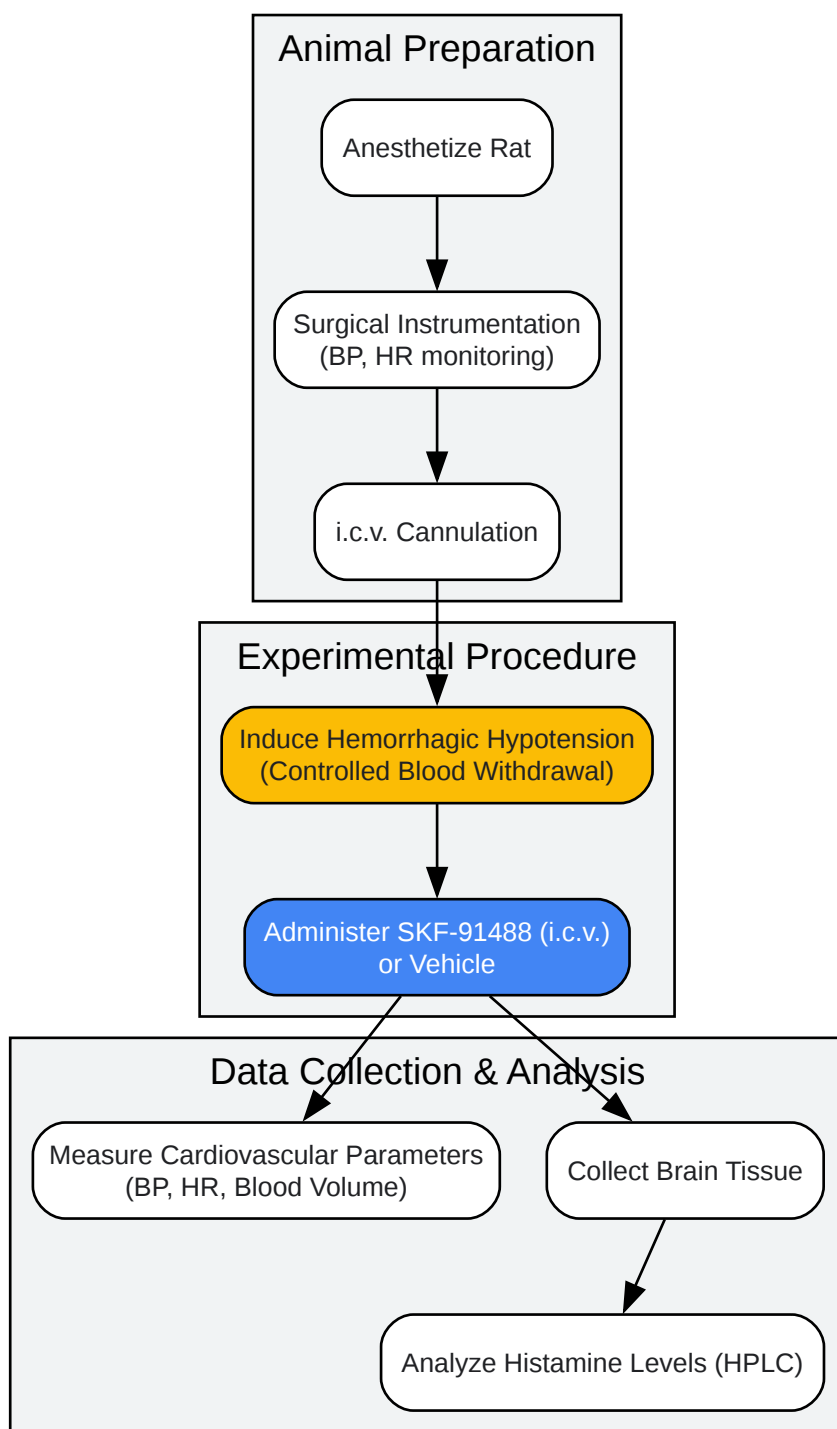 Animal Preparation
Anesthetize Rat
Surgical Instrumentation
(BP, HR monitoring)
i.c.v. Cannulation
Experimental Procedure
Induce Hemorrhagic Hypotension
(Controlled Blood Withdrawal)
Administer SKF-91488 (i.c.v.)
or Vehicle
Data Collection & Analysis
Measure Cardiovascular Parameters
(BP, HR, Blood Volume)
Collect Brain Tissue
Analyze Histamine Levels (HPLC)